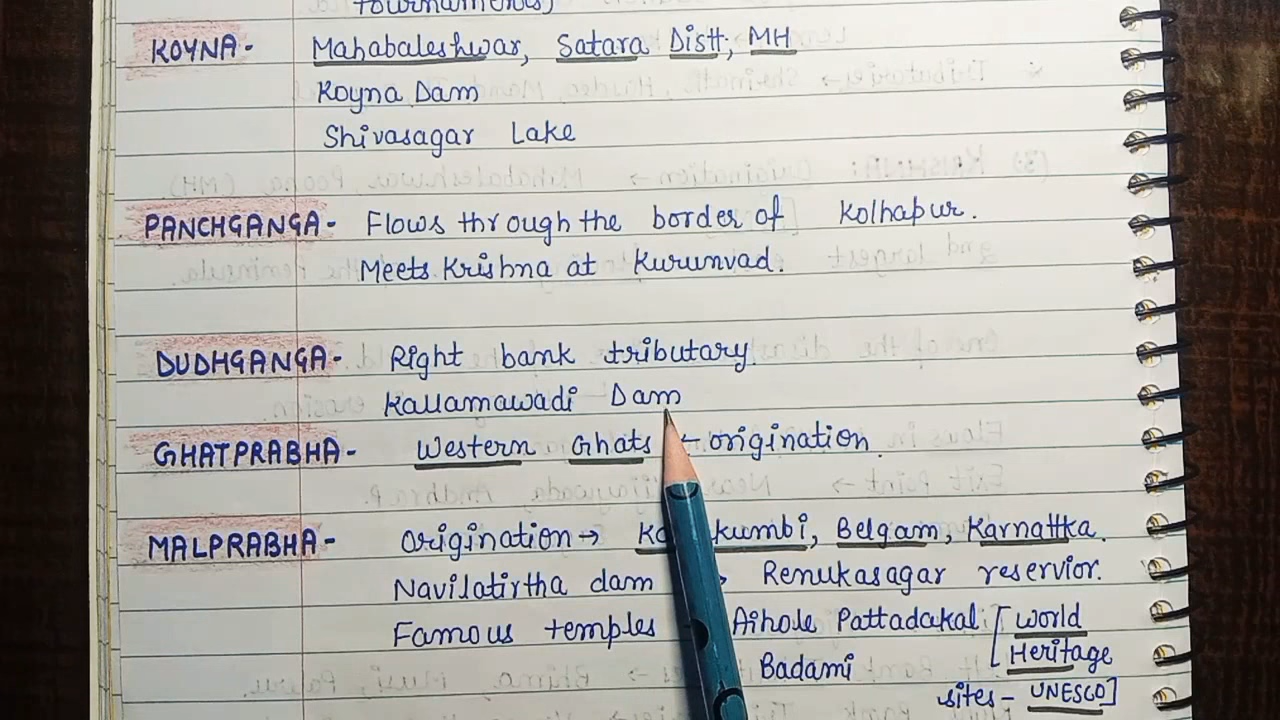 tournaments)
KOYNA- Mahabaleshwar, Satara Distt, MH
Koyna Dam
Shivasagar Lake
PANCHGANGA- Flows through the border of Kolhapur.
Meets Krishna at Kurunvad.
DUDHGANGA- Right bank tributary.
Kallamawadi Dam
GHATPRABHA- Western Ghats ← origination.
MALPRABHA- Origination → kumbi, Belgam, Karnattka.
Navilatirtha dam Renukasagar reservior.
Famous temples Aihole Pattadakal [world
Badami Heritage
sites- UNESCO]